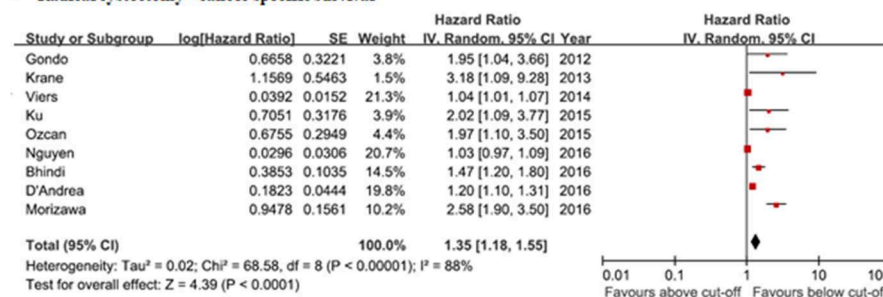 Radical cystectomy - cancer specific survival
Hazard Ratio Hazard Ratio
Study or Subgroup log[Hazard Ratio] SE Weight IV. Random. 95% CI Year IV. Random. 95% CI
Gondo 0.6658 0.3221 3.8% 1.95 [1.04, 3.66] 2012
Krane 1.1569 0.5463 1.5% 3.18 [1.09, 9.28] 2013
Viers 0.0392 0.0152 21.3% 1.04 [1.01, 1.07] 2014
Ku 0.7051 0.3176 3.9% 2.02 [1.09, 3.77] 2015
Ozcan 0.6755 0.2949 4.4% 1.97 [1.10, 3.50] 2015
Nguyen 0.0296 0.0306 20.7% 1.03 [0.97, 1.09] 2016
Bhindi 0.3853 0.1035 14.5% 1.47 [1.20, 1.80] 2016
D'Andrea 0.1823 0.0444 19.8% 1.20 [1.10, 1.31] 2016
Morizawa 0.9478 0.1561 10.2% 2.58 [1.90, 3.50] 2016
Total (95% CI) 100.0% 1.35 [1.18, 1.55]
Heterogeneity: Tau² = 0.02; Chi² = 68.58, df = 8 (P < 0.00001); I² = 88%
Test for overall effect: Z = 4.39 (P < 0.0001)
0.01 0.1 1 10
Favours above cut-off Favours below cut-off